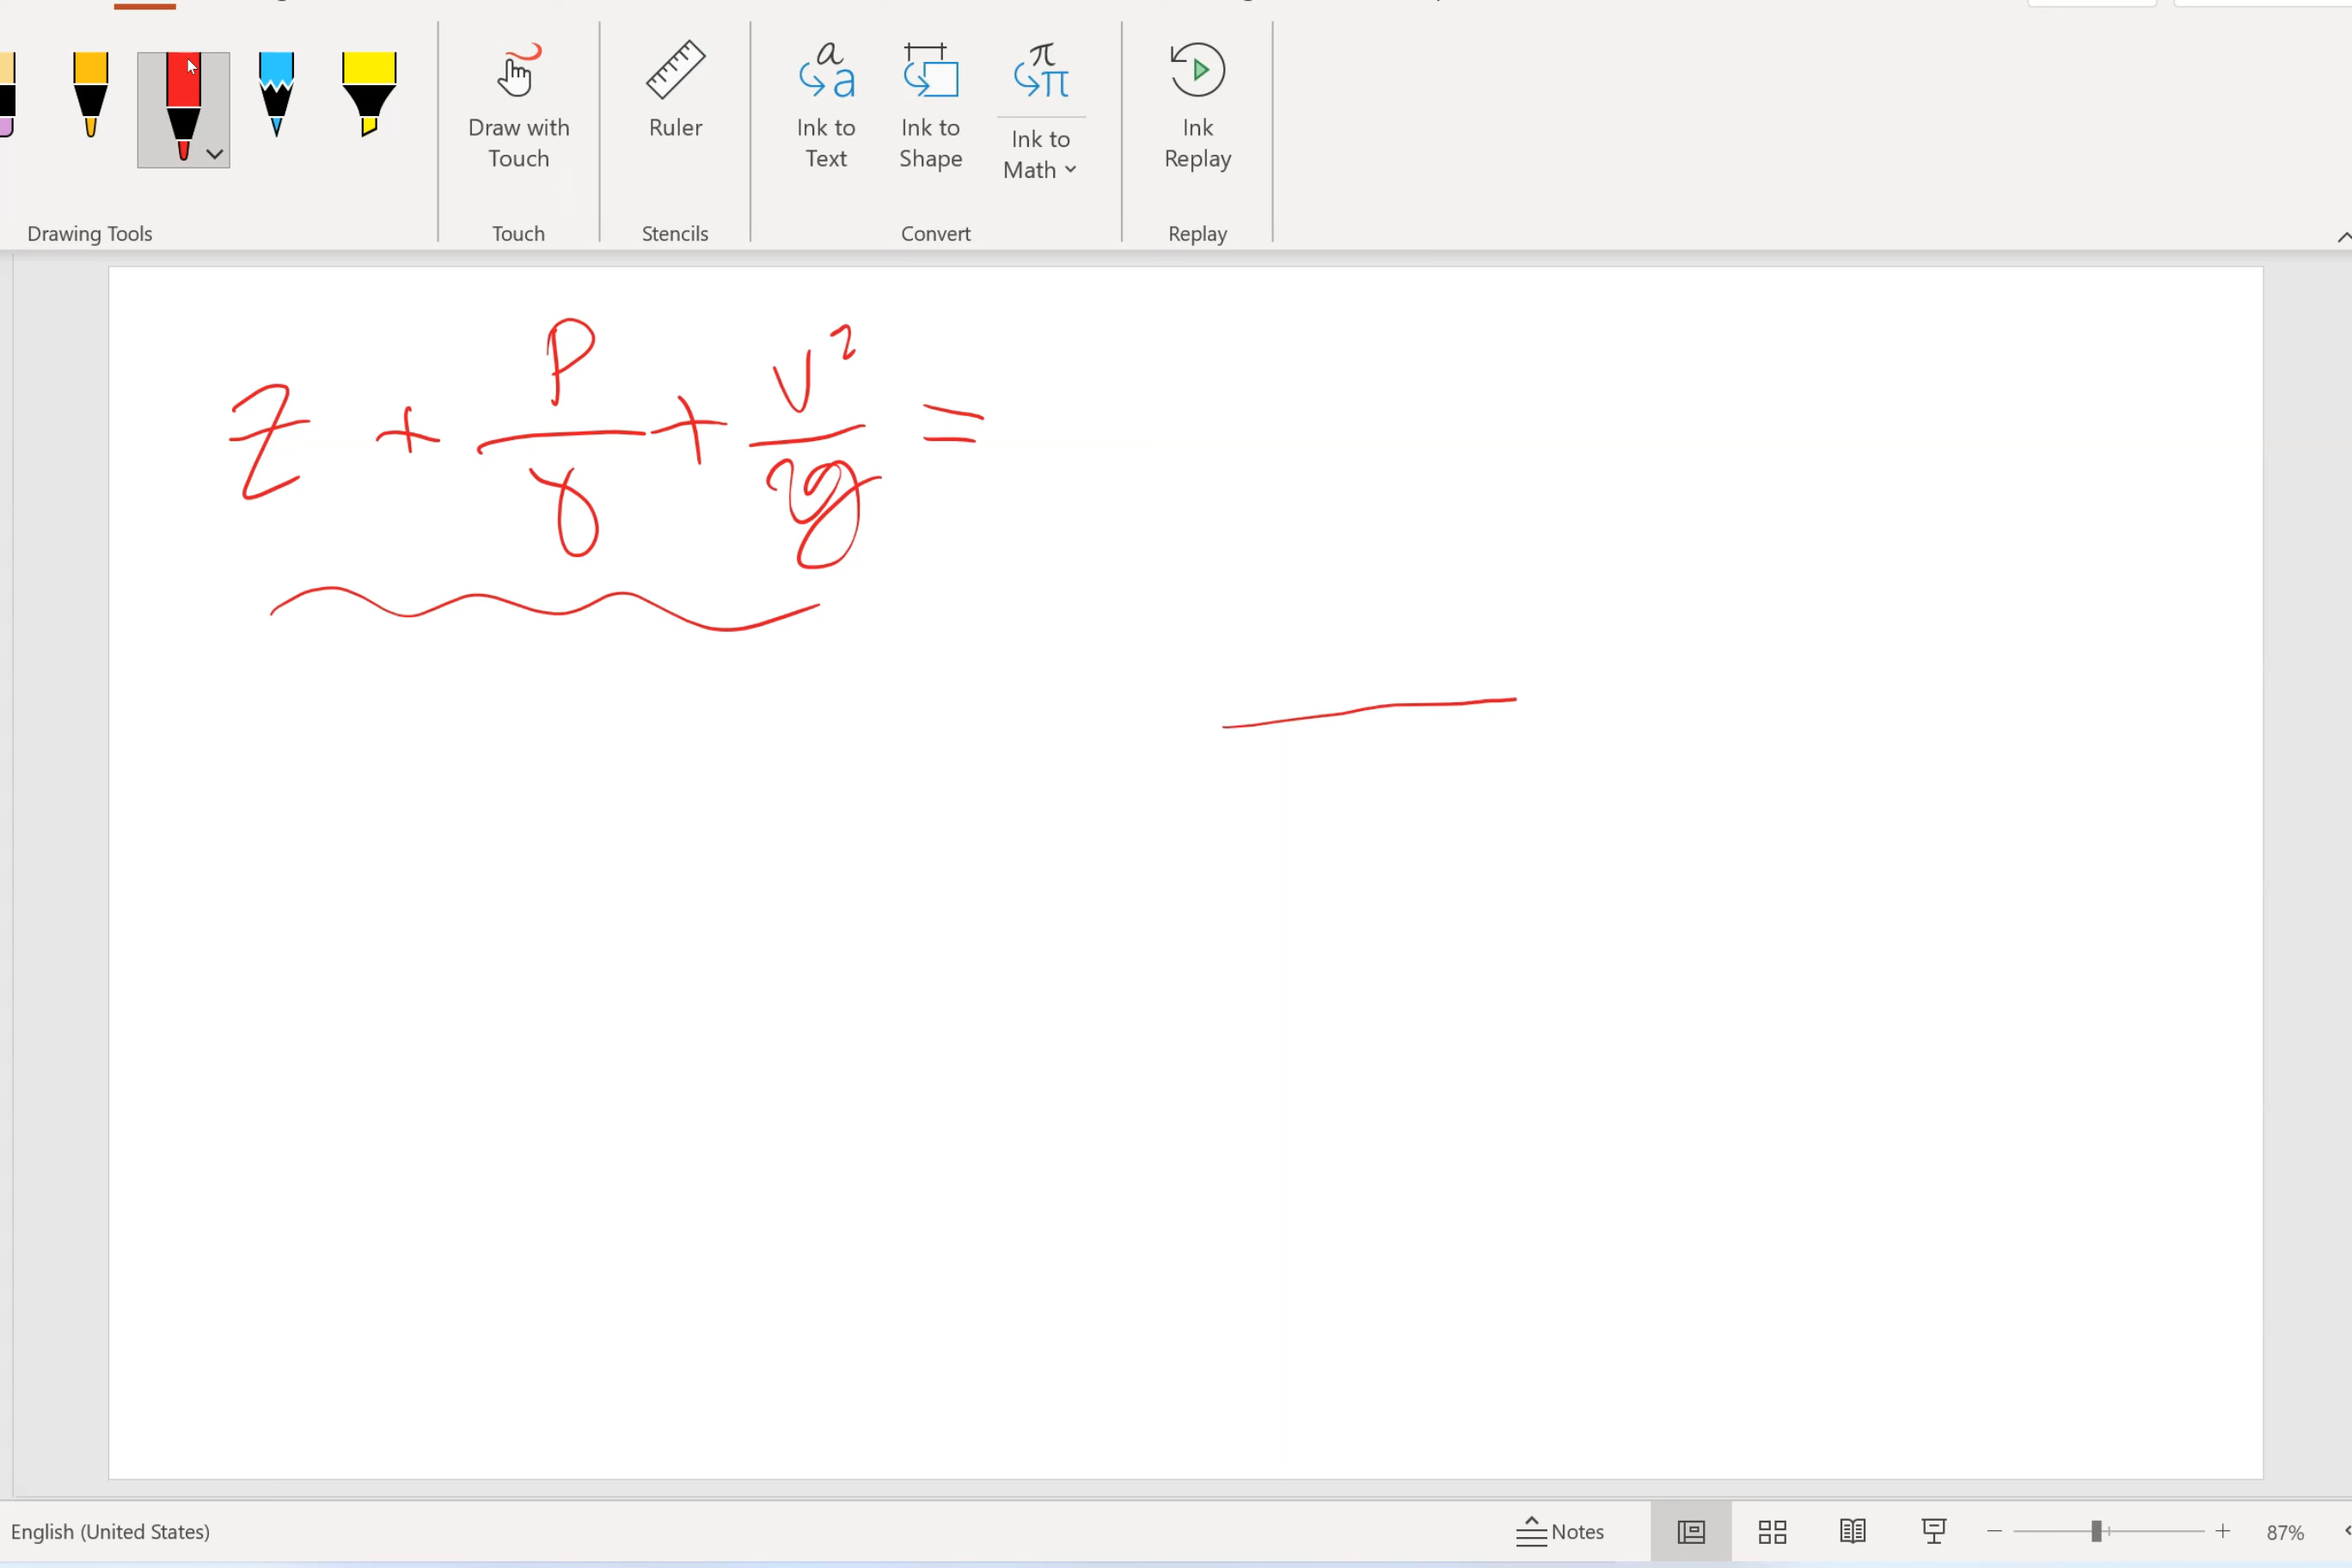 Draw with Touch
Ruler
Ink to Text
Ink to Shape
Ink to Math
Ink Replay
Drawing Tools
Touch
Stencils
Convert
Replay
Z + P/γ + V²/2g =
English (United States)
Notes
87%